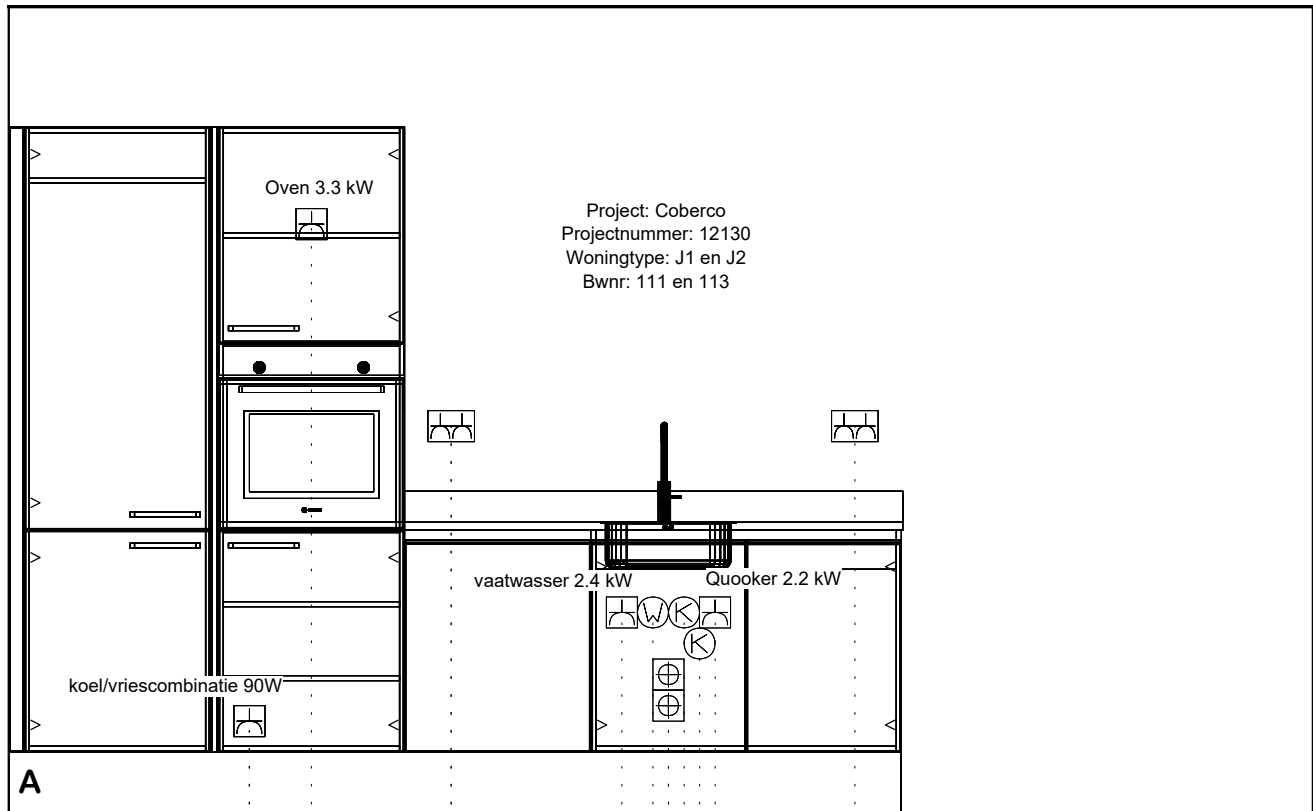 Oven 3.3 kW
Project: Coberco
Projectnummer: 12130
Woningtype: J1 en J2
Bwnr: 111 en 113
vaatwasser 2.4 kW
Quooker 2.2 kW
W
K
K
koel/vriescombinatie 90W
A